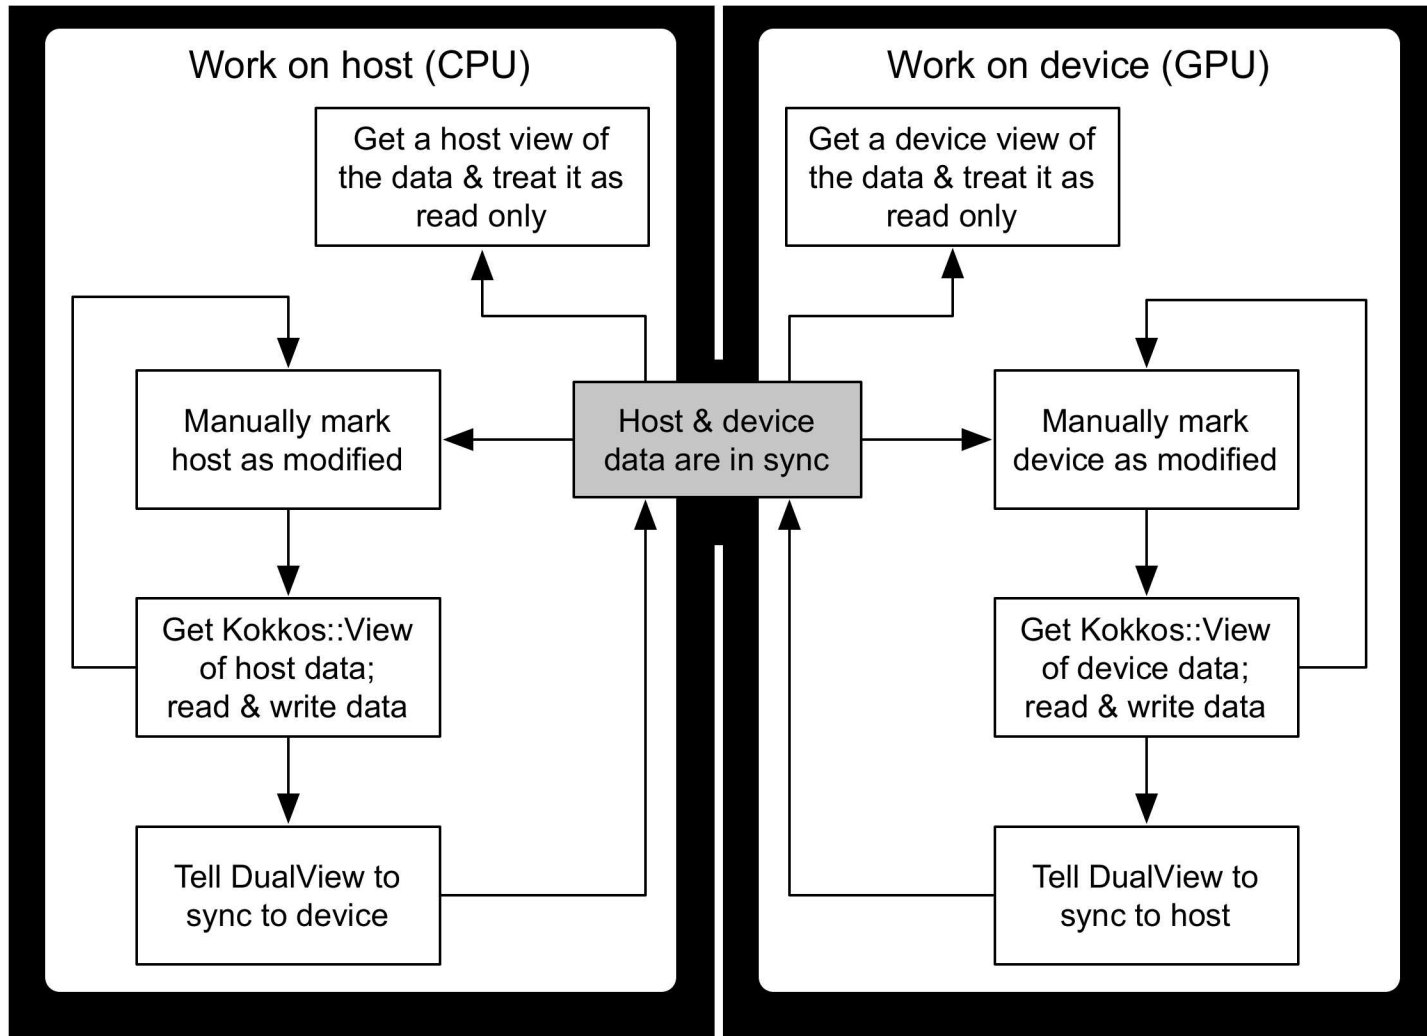 Work on host (CPU)
Get a host view of
the data & treat it as
read only
Manually mark
host as modified
Get Kokkos::View
of host data;
read & write data
Tell DualView to
sync to device
Host & device
data are in sync
Work on device (GPU)
Get a device view of
the data & treat it as
read only
Manually mark
device as modified
Get Kokkos::View
of device data;
read & write data
Tell DualView to
sync to host